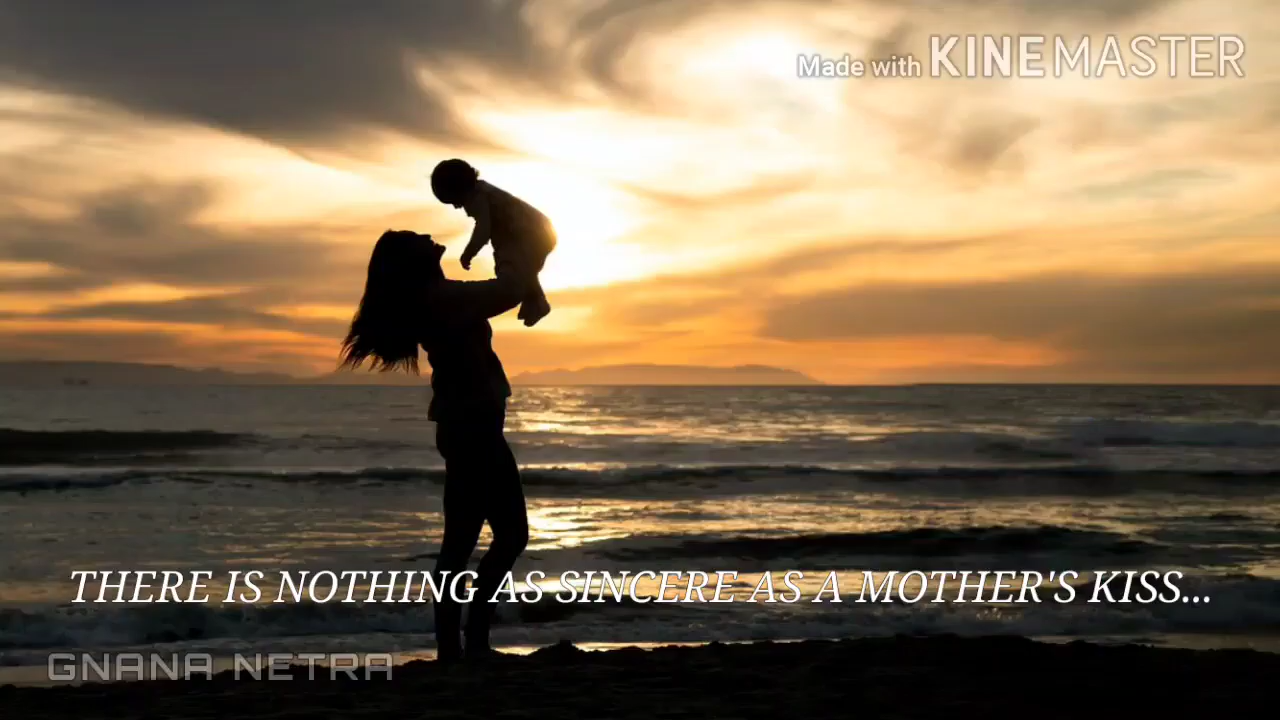 Made with KINEMASTER
THERE IS NOTHING AS SINCERE AS A MOTHER'S KISS...
GNANA NETRA